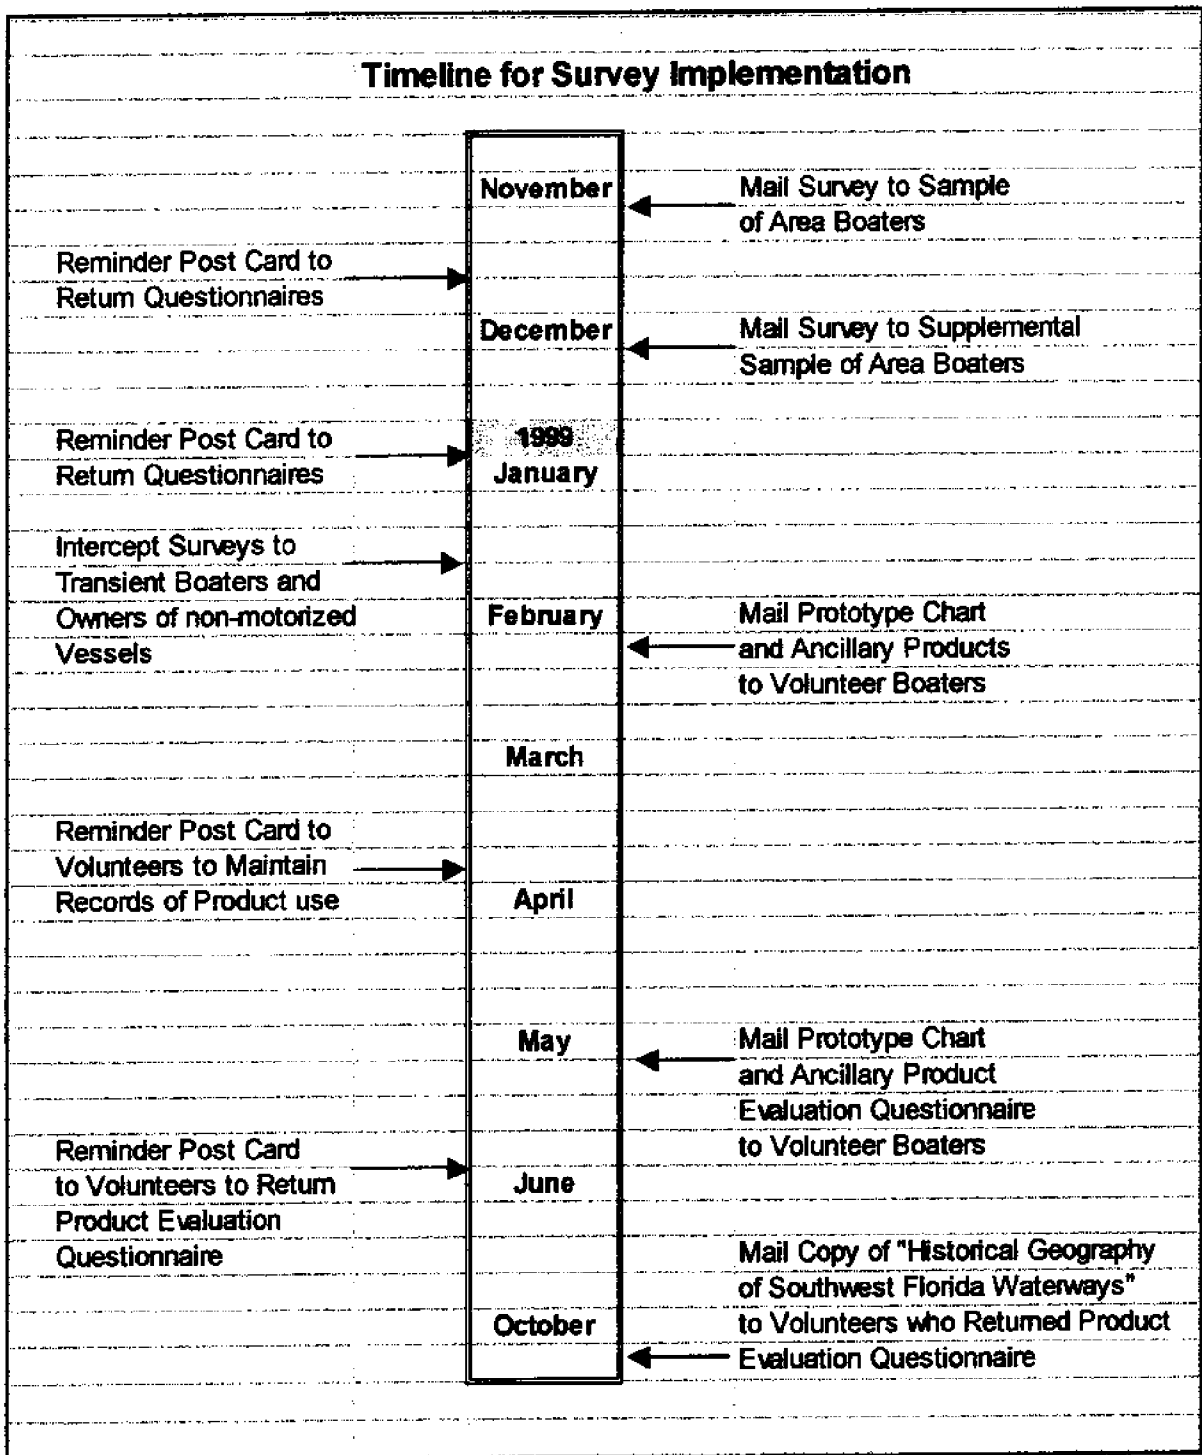 Timeline for Survey Implementation
November
Mail Survey to Sample
of Area Boaters
Reminder Post Card to
Return Questionnaires
December
Mail Survey to Supplemental
Sample of Area Boaters
Reminder Post Card to
Return Questionnaires
1999
January
Intercept Surveys to
Transient Boaters and
Owners of non-motorized
Vessels
February
Mail Prototype Chart
and Ancillary Products
to Volunteer Boaters
March
Reminder Post Card to
Volunteers to Maintain
Records of Product use
April
May
Mail Prototype Chart
and Ancillary Product
Evaluation Questionnaire
to Volunteer Boaters
Reminder Post Card
to Volunteers to Return
Product Evaluation
Questionnaire
June
Mail Copy of "Historical Geography
of Southwest Florida Waterways"
to Volunteers who Returned Product
Evaluation Questionnaire
October